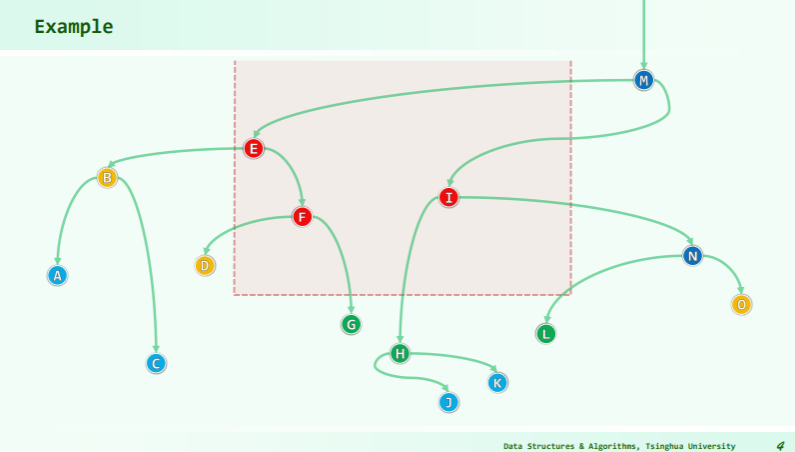 Example
M
E
B
I
F
N
D
A
O
G
L
H
C
K
J
Data Structures & Algorithms, Tsinghua University
4